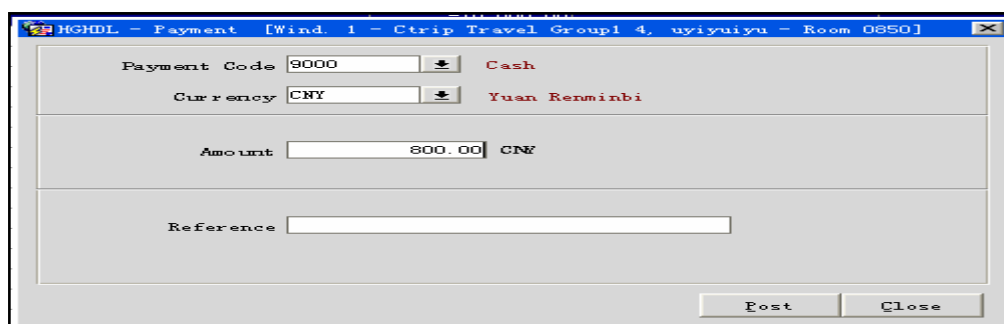 HGHDL - Payment [Wind. 1 - Ctrip Travel Group1 4, uyiyuiyu - Room 0850]
Payment Code 9000 Cash
Currency CNY Yuan Renminbi
Amount 800.00 CNY
Reference
Post Close